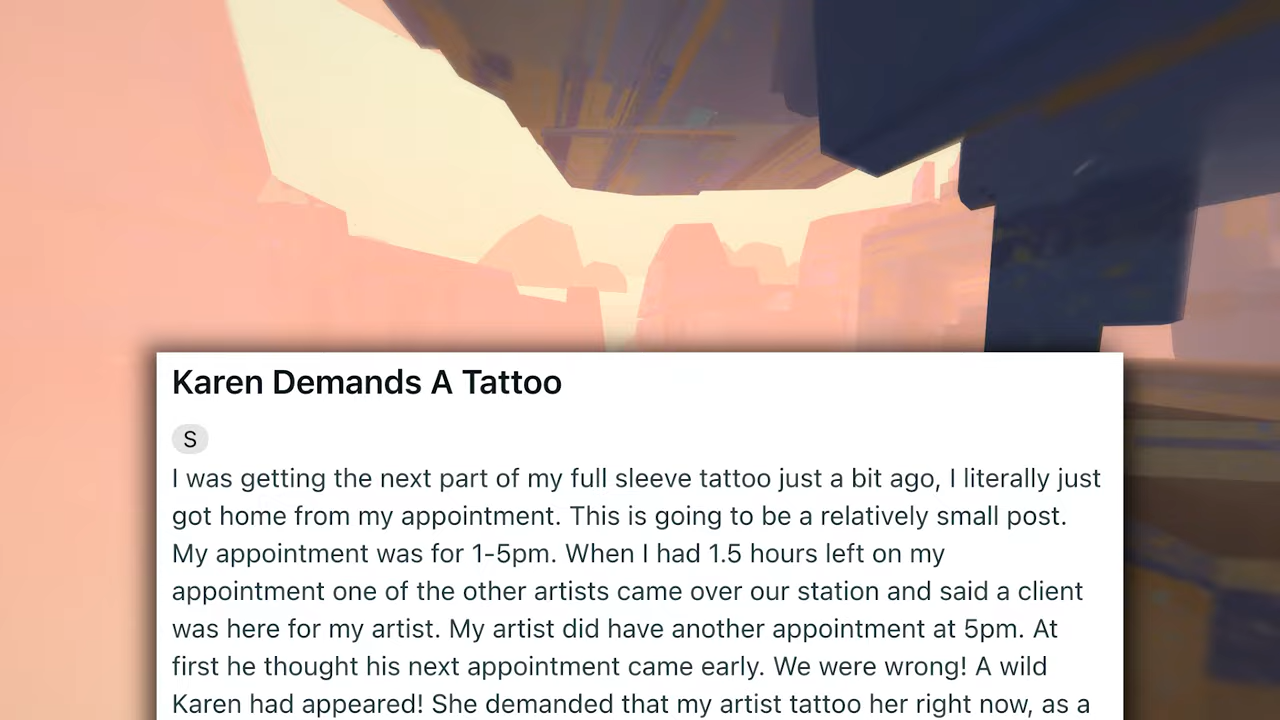 Karen Demands A Tattoo
S
I was getting the next part of my full sleeve tattoo just a bit ago, I literally just
got home from my appointment. This is going to be a relatively small post.
My appointment was for 1-5pm. When I had 1.5 hours left on my
appointment one of the other artists came over our station and said a client
was here for my artist. My artist did have another appointment at 5pm. At
first he thought his next appointment came early. We were wrong! A wild
Karen had appeared! She demanded that my artist tattoo her right now, as a